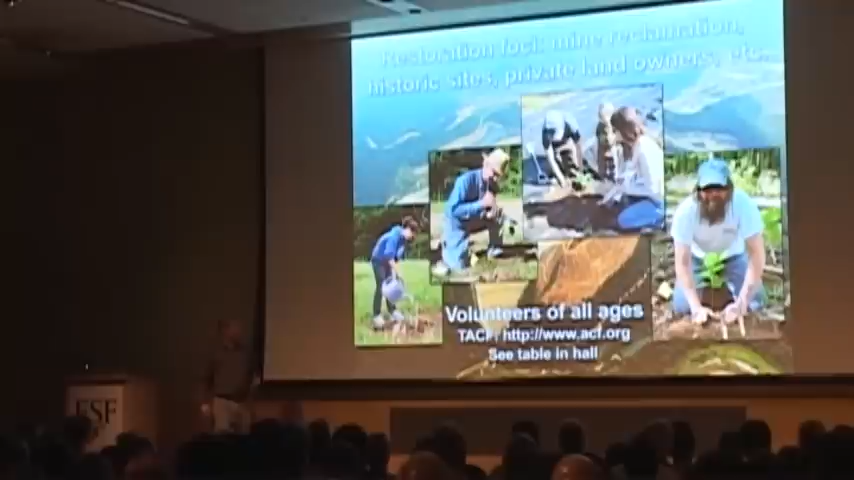 Restoration foci: mine reclamation,
historic sites, private land owners, etc...
Volunteers of all ages
TACF: http://www.acf.org
See table in hall
ESF